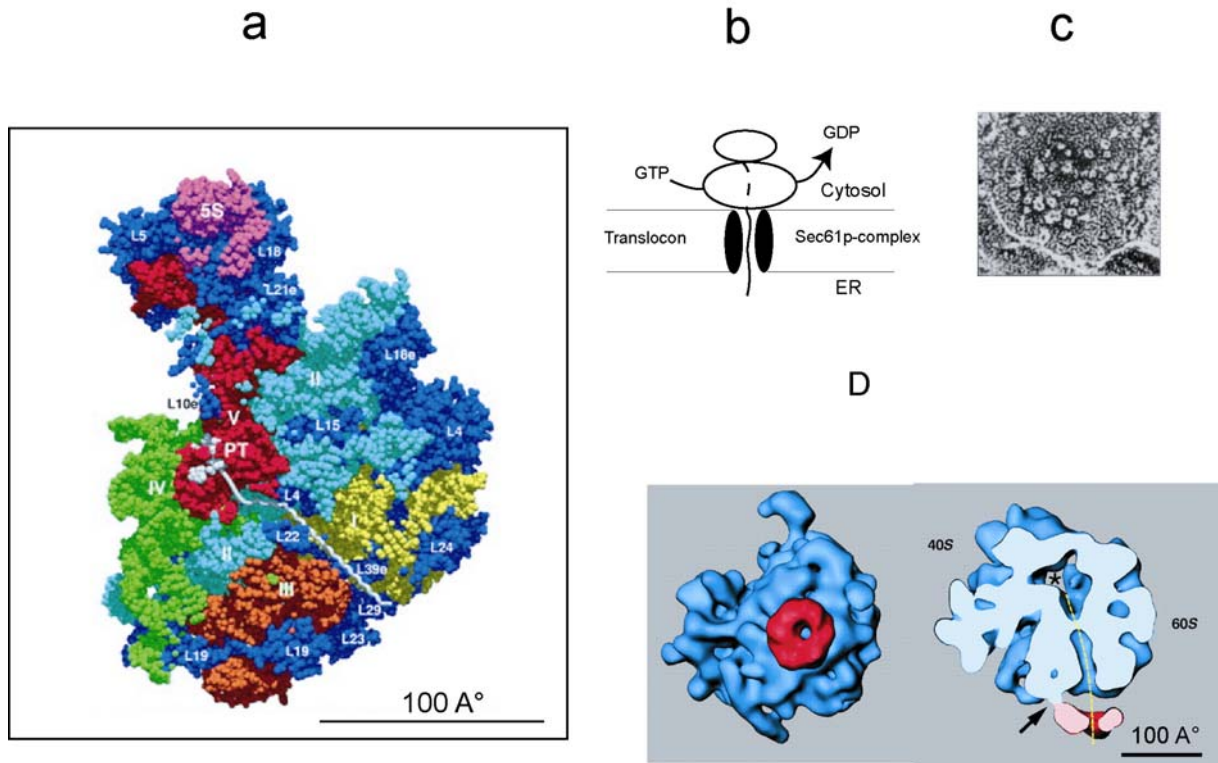 a
b
c
5S
L5
L18
L21e
II
L18e
L10e
V
L15
L4
PT
IV
L4
I
L22
L24
II
L39e
III
L29
L23
L19
L19
100 A°
GDP
GTP
Cytosol
Translocon
Sec61p-complex
ER
D
40S
*
60S
100 A°